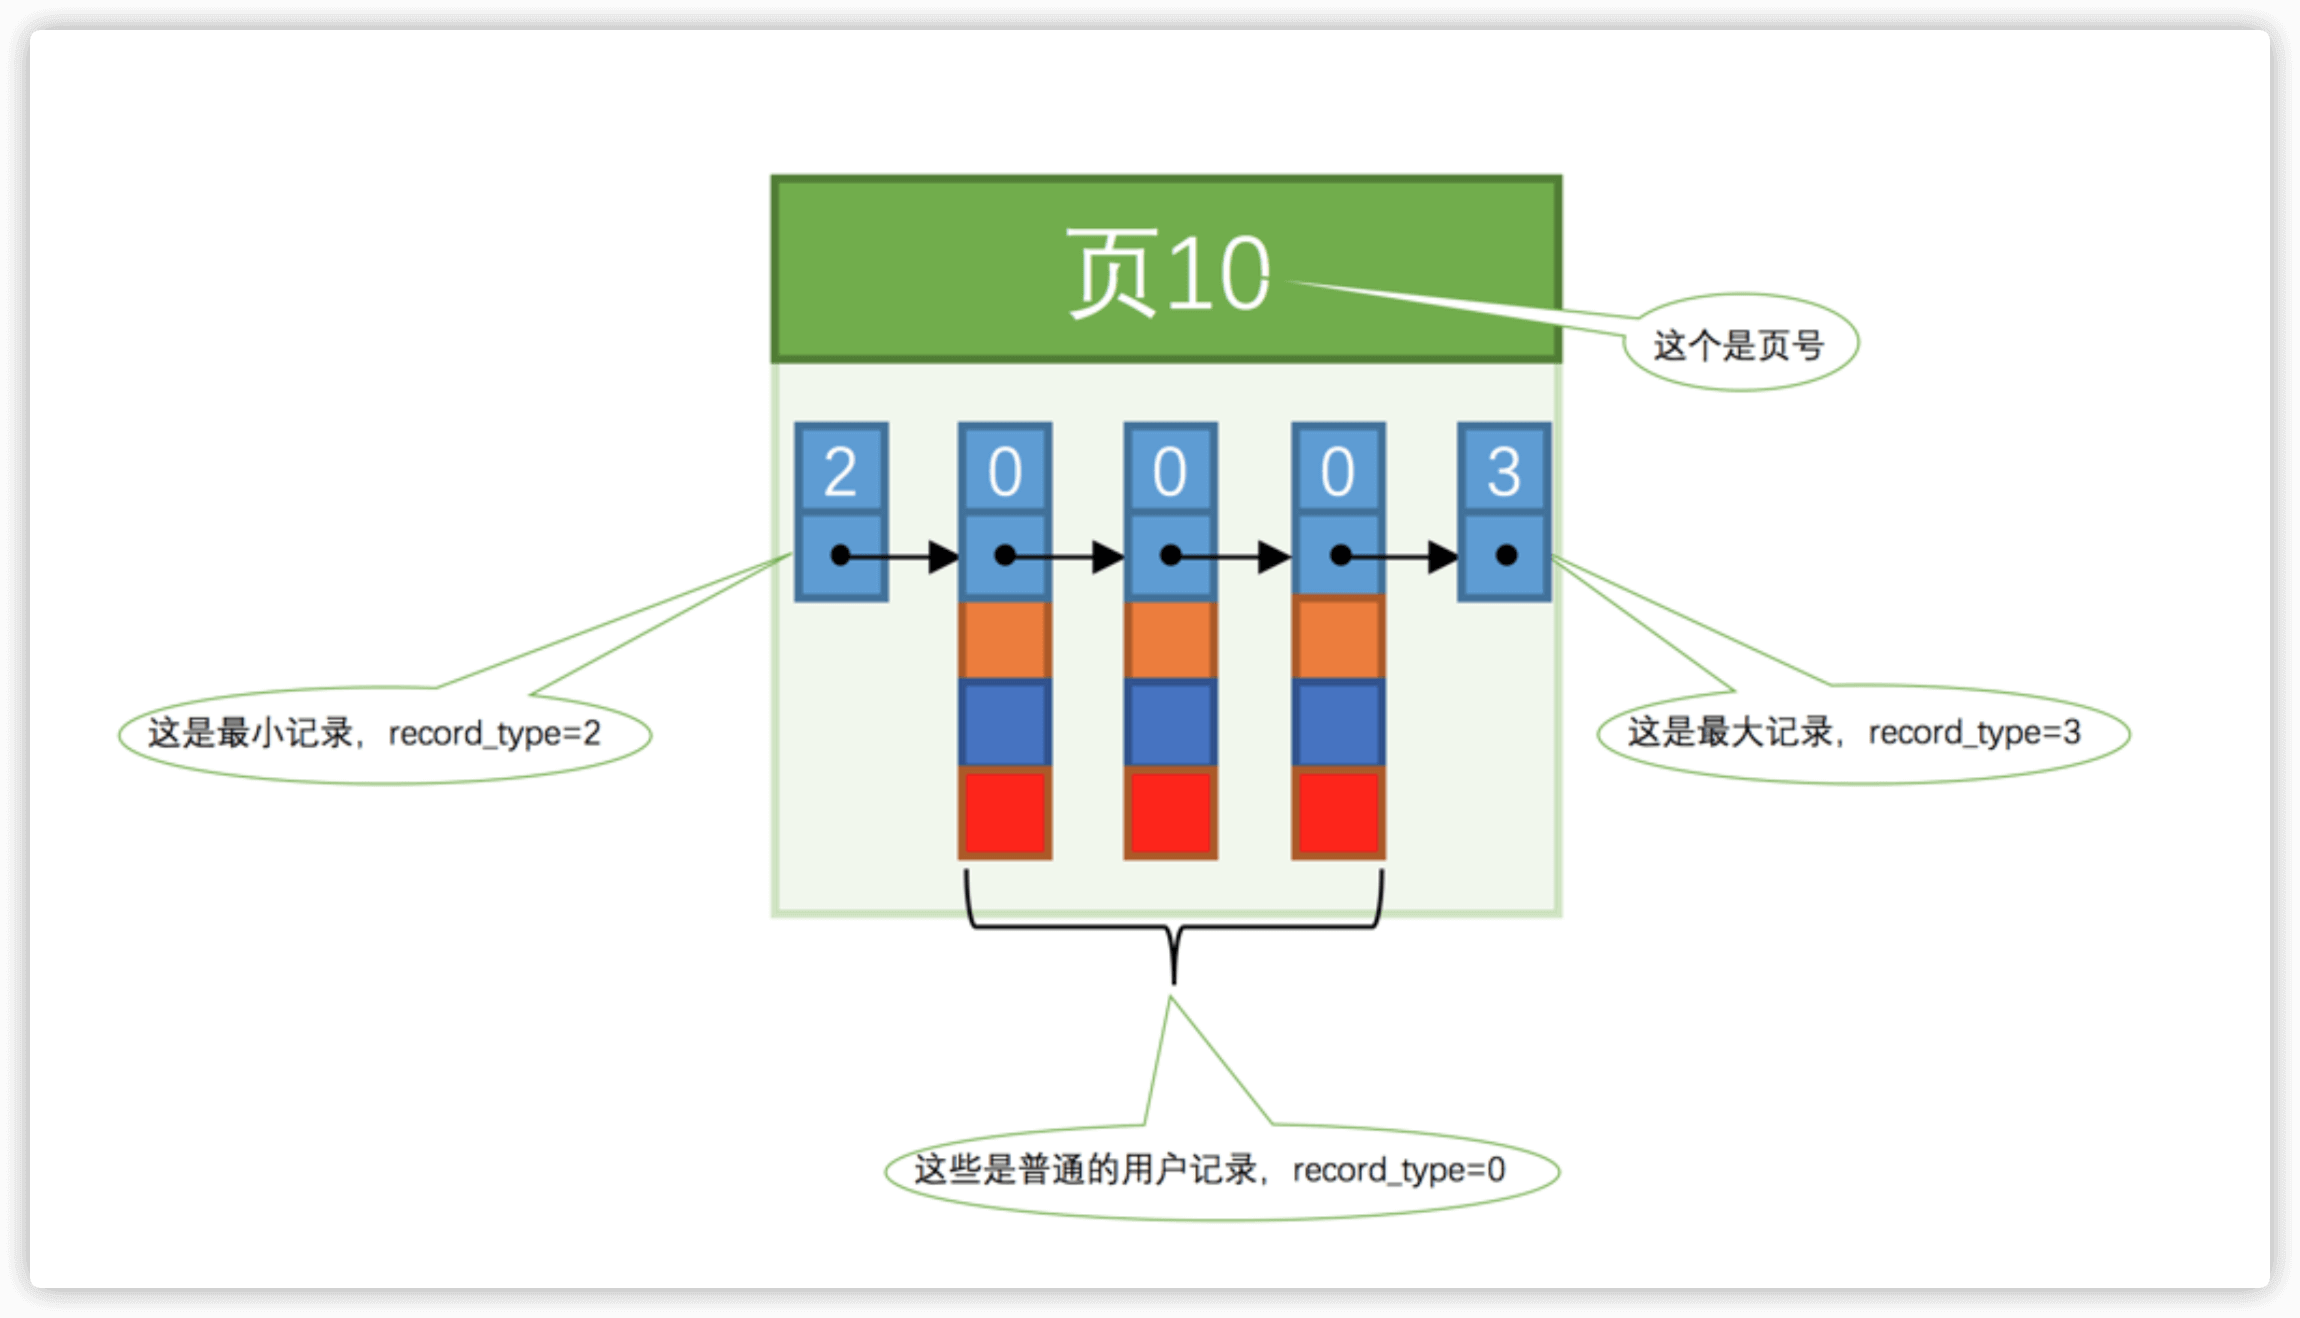 页10
这个是页号
2 0 0 0 3
这是最小记录，record_type=2
这是最大记录，record_type=3
这些是普通的用户记录，record_type=0